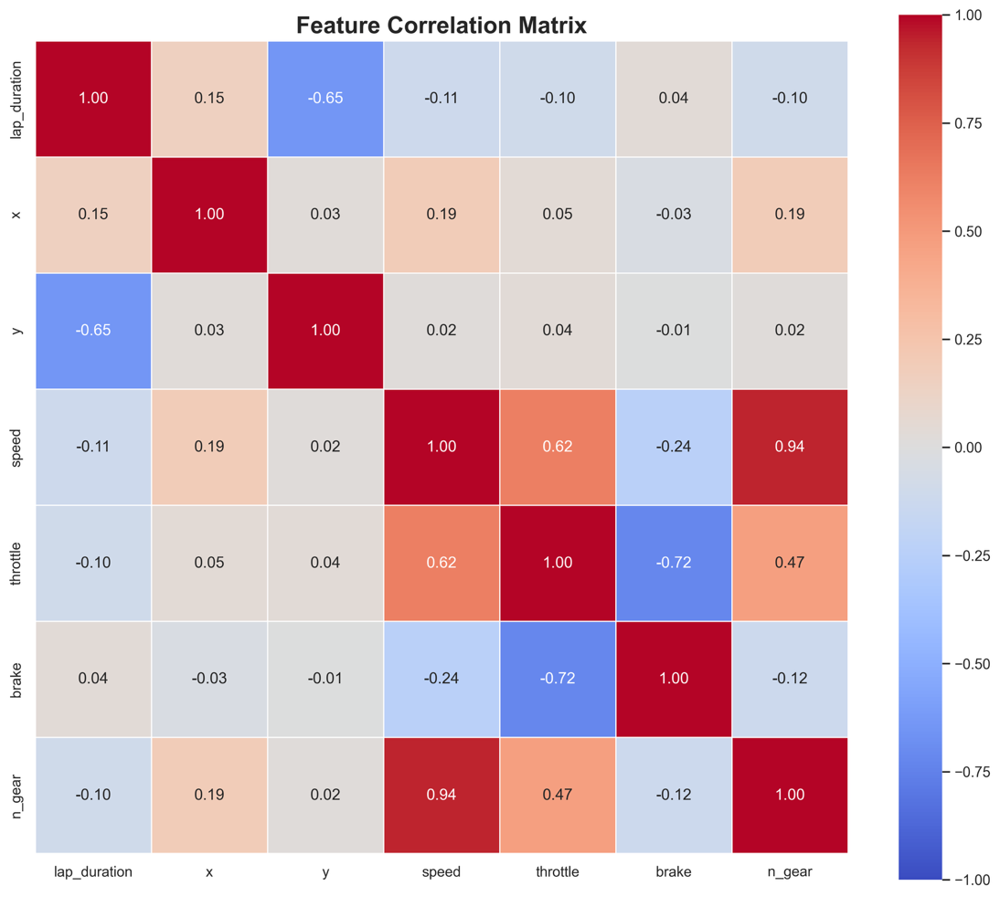 Feature Correlation Matrix
lap_duration 1.00 0.15 -0.65 -0.11 -0.10 0.04 -0.10
x 0.15 1.00 0.03 0.19 0.05 -0.03 0.19
y -0.65 0.03 1.00 0.02 0.04 -0.01 0.02
speed -0.11 0.19 0.02 1.00 0.62 -0.24 0.94
throttle -0.10 0.05 0.04 0.62 1.00 -0.72 0.47
brake 0.04 -0.03 -0.01 -0.24 -0.72 1.00 -0.12
n_gear -0.10 0.19 0.02 0.94 0.47 -0.12 1.00
lap_duration x y speed throttle brake n_gear
1.00
0.75
0.50
0.25
0.00
−0.25
−0.50
−0.75
−1.00